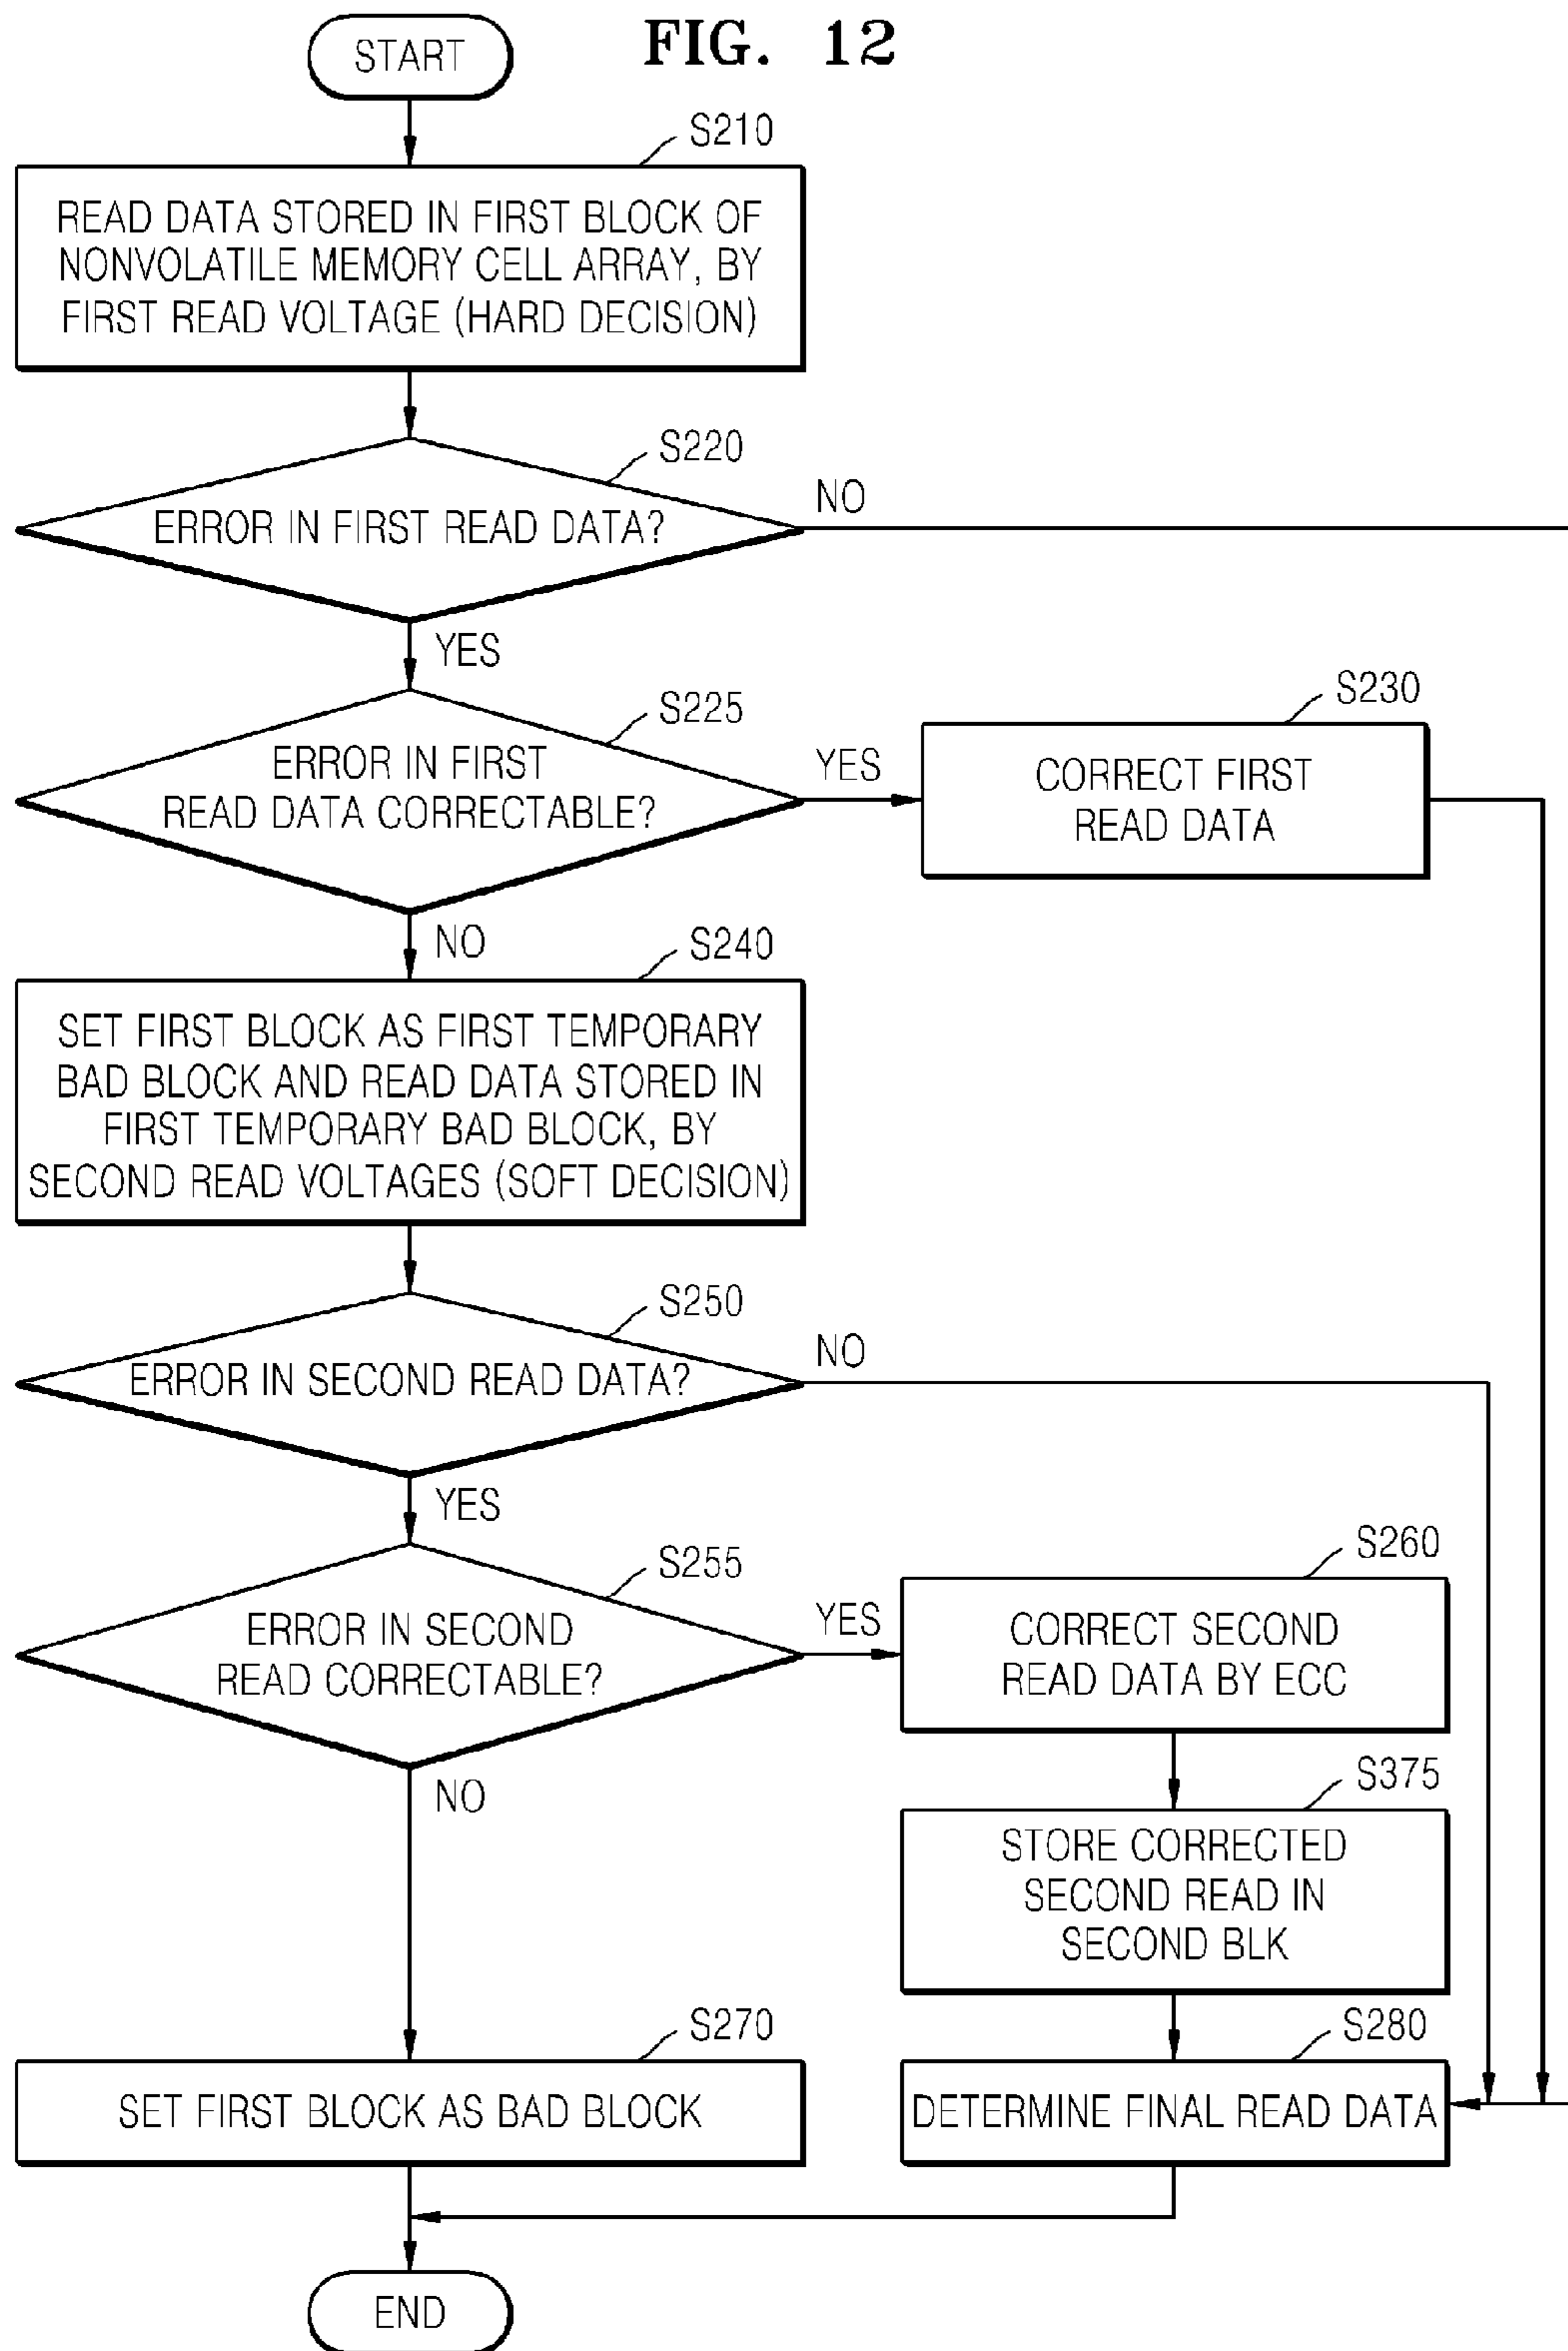 FIG. 12
START
S210
READ DATA STORED IN FIRST BLOCK OF
NONVOLATILE MEMORY CELL ARRAY, BY
FIRST READ VOLTAGE (HARD DECISION)
S220
ERROR IN FIRST READ DATA?
NO
YES
S225
ERROR IN FIRST
READ DATA CORRECTABLE?
YES
S230
CORRECT FIRST
READ DATA
NO
S240
SET FIRST BLOCK AS FIRST TEMPORARY
BAD BLOCK AND READ DATA STORED IN
FIRST TEMPORARY BAD BLOCK, BY
SECOND READ VOLTAGES (SOFT DECISION)
S250
ERROR IN SECOND READ DATA?
NO
YES
S255
ERROR IN SECOND
READ CORRECTABLE?
YES
S260
CORRECT SECOND
READ DATA BY ECC
NO
S375
STORE CORRECTED
SECOND READ IN
SECOND BLK
S270
SET FIRST BLOCK AS BAD BLOCK
S280
DETERMINE FINAL READ DATA
END